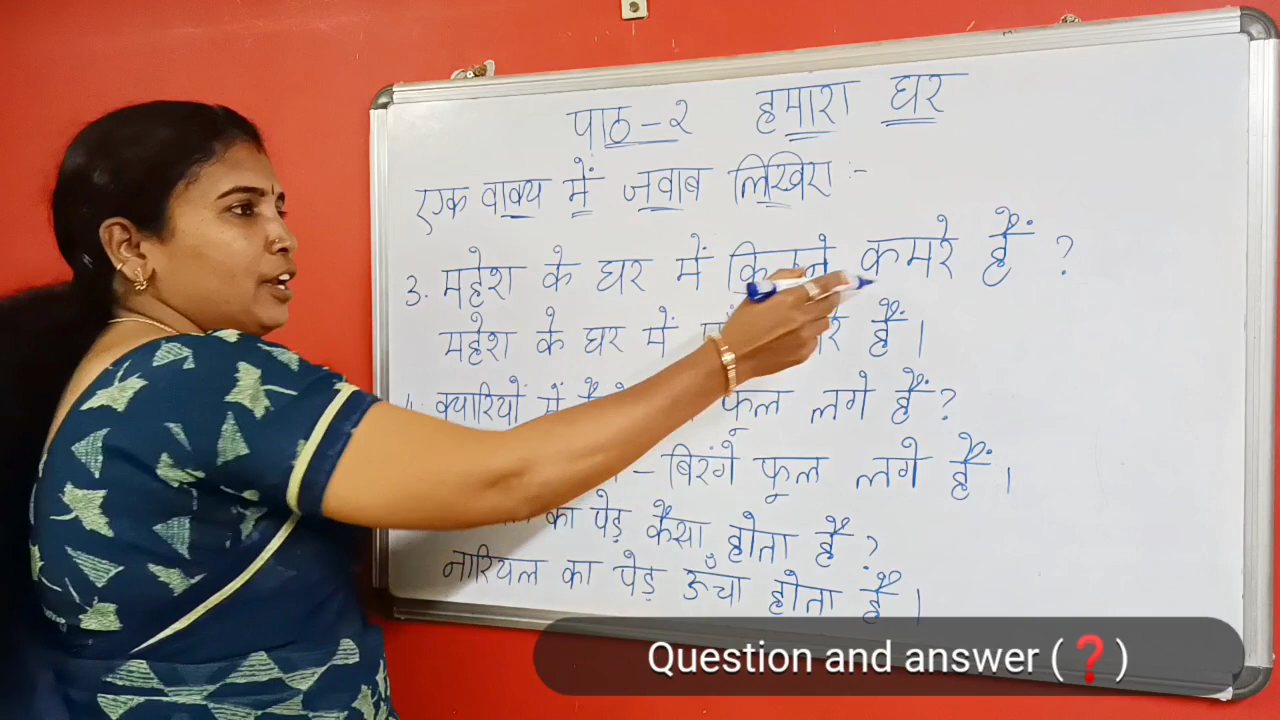 पाठ-२ हमारा घर
एक वाक्य में जवाब लिखिए :-
3. महेश के घर में कितने कमरे हैं ?
महेश के घर में हैं ।
क्यारियों में फूल लगे हैं ?
- बिरंगे फूल लगे हैं ।
का पेड़ कैसा होता है ?
नारियल का पेड़ ऊँचा होता है ।
Question and answer (❓)